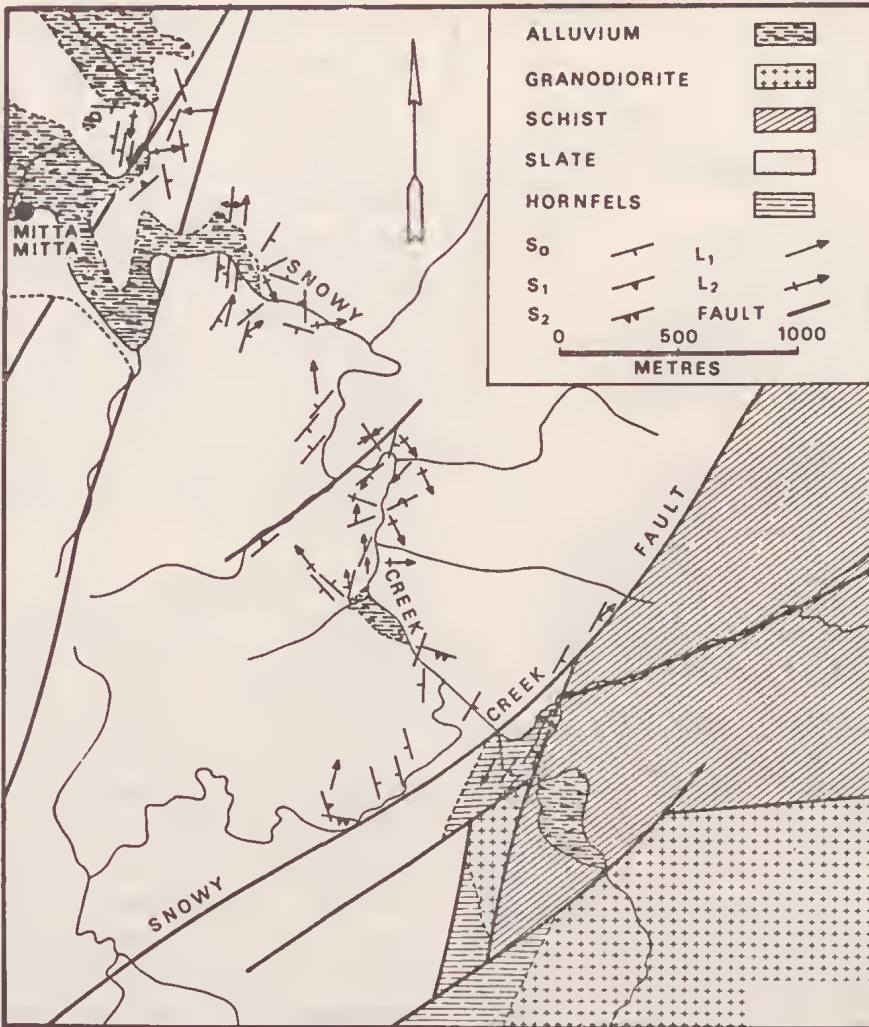 ALLUVIUM
GRANODIORITE
SCHIST
SLATE
HORNFELS
S0 L1
S1 L2
S2 FAULT
0 500 1000
METRES
MITTA
MITTA
SNOWY
CREEK
FAULT
CREEK
SNOWY